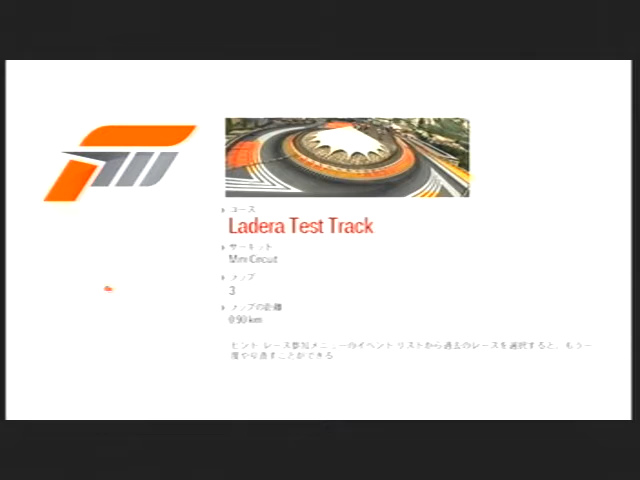 コース
Ladera Test Track
サーキット
Mini Circuit
ラップ
3
ラップの距離
0.90 km
ヒント: レース参加メニューのイベント リストから過去のレースを選択すると、もう一
度やり直すことができる